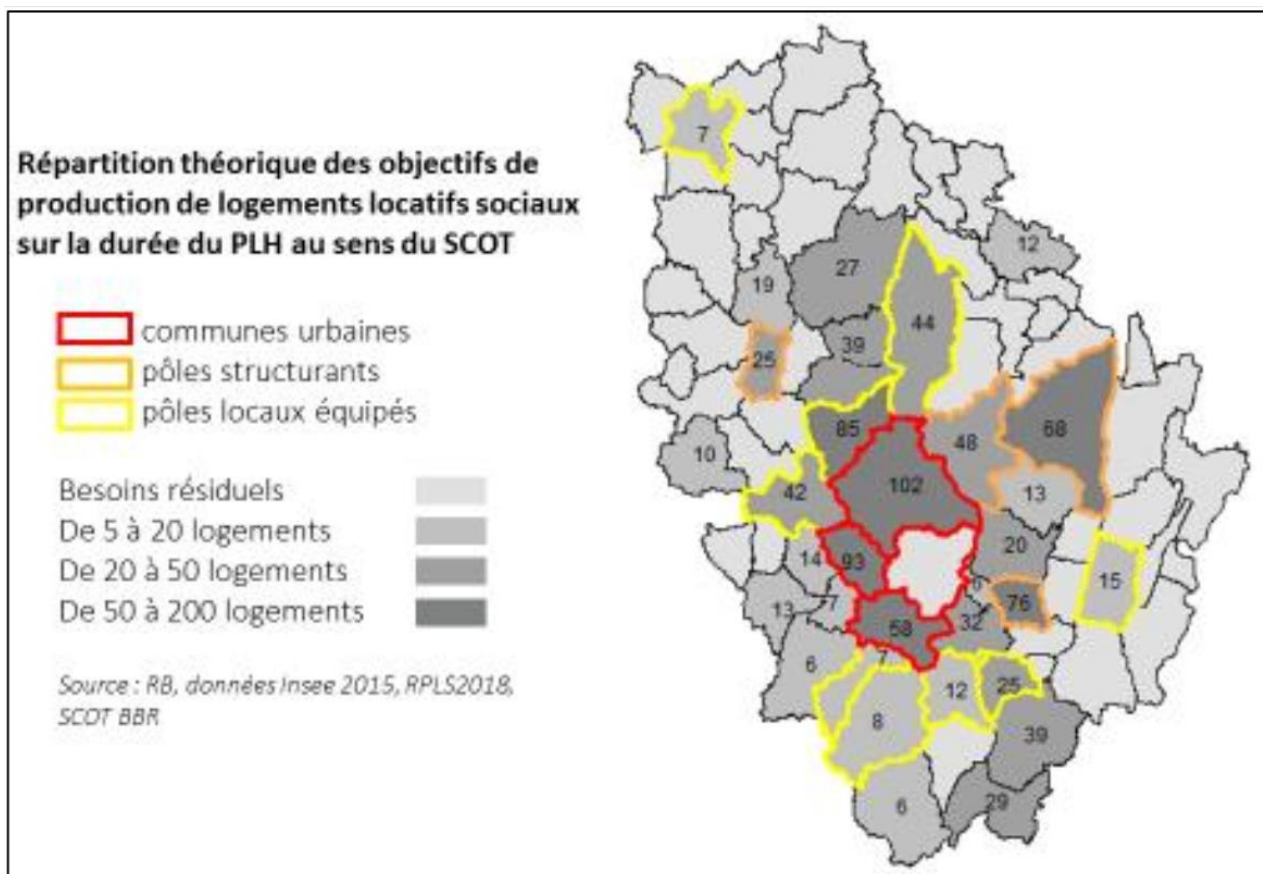 Répartition théorique des objectifs de
production de logements locatifs sociaux
sur la durée du PLH au sens du SCOT
communes urbaines
pôles structurants
pôles locaux équipés
Besoins résiduels
De 5 à 20 logements
De 20 à 50 logements
De 50 à 200 logements
Source : RB, données Insee 2015, RPLS2018,
SCOT BBR
7
12
27
19
44
39
25
85
48
68
10
102
42
13
20
14
93
15
7
76
13
32
58
7
6
12
25
8
39
29
6